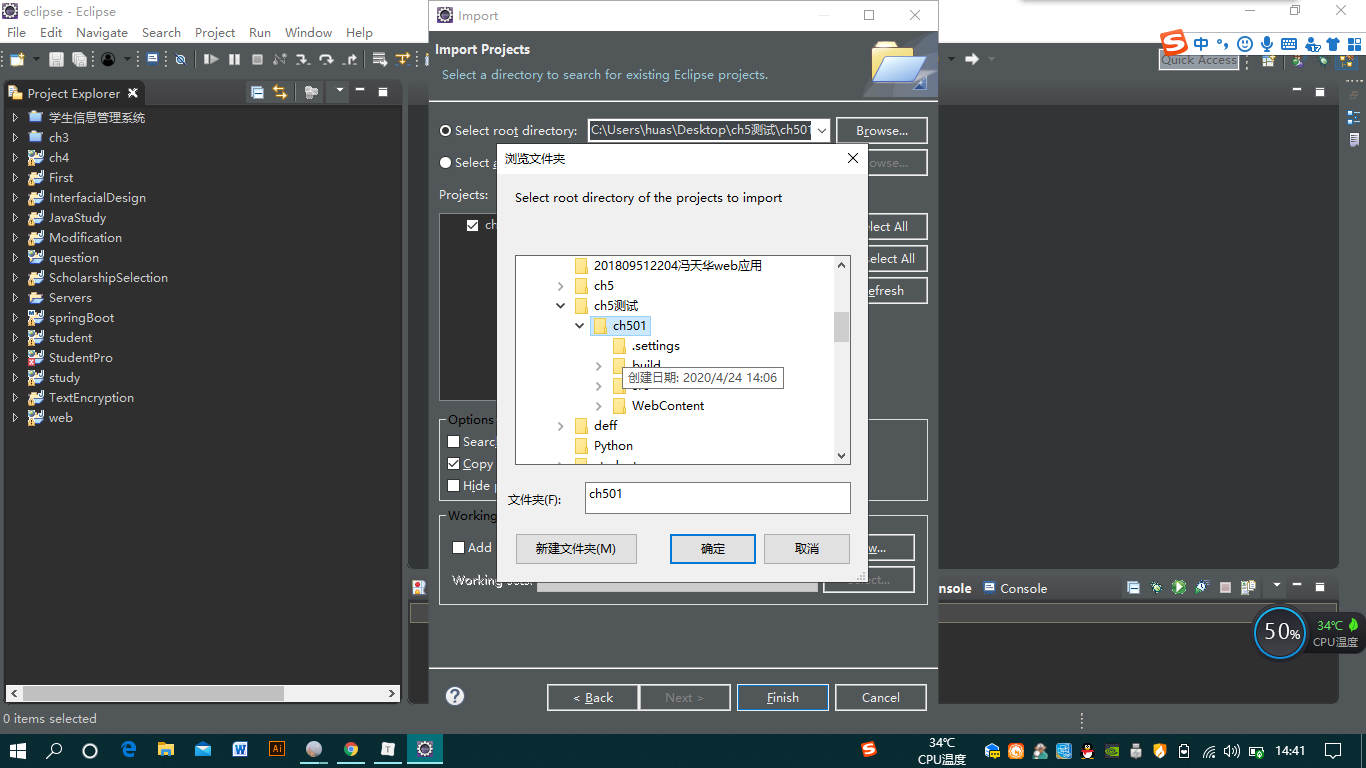 eclipse - Eclipse
File Edit Navigate Search Project Run Window Help
Quick Access
中
Project Explorer
学生信息管理系统
ch3
ch4
First
InterfacialDesign
JavaStudy
Modification
question
ScholarshipSelection
Servers
springBoot
student
StudentPro
study
TextEncryption
web
0 items selected
Import
Import Projects
Select a directory to search for existing Eclipse projects.
Select root directory: C:\Users\huas\Desktop\ch5测试\ch501 Browse...
Select
Projects:
ch
Options
Search
Copy
Hide
Working
Add
Working sets:
Select...
< Back Next > Finish Cancel
浏览文件夹
Select root directory of the projects to import
201809512204冯天华web应用
ch5
ch5测试
ch501
.settings
build
创建日期: 2020/4/24 14:06
WebContent
deff
Python
文件夹(F): ch501
新建文件夹(M) 确定 取消
Console
50%
34℃
CPU温度
34℃
CPU温度
14:41